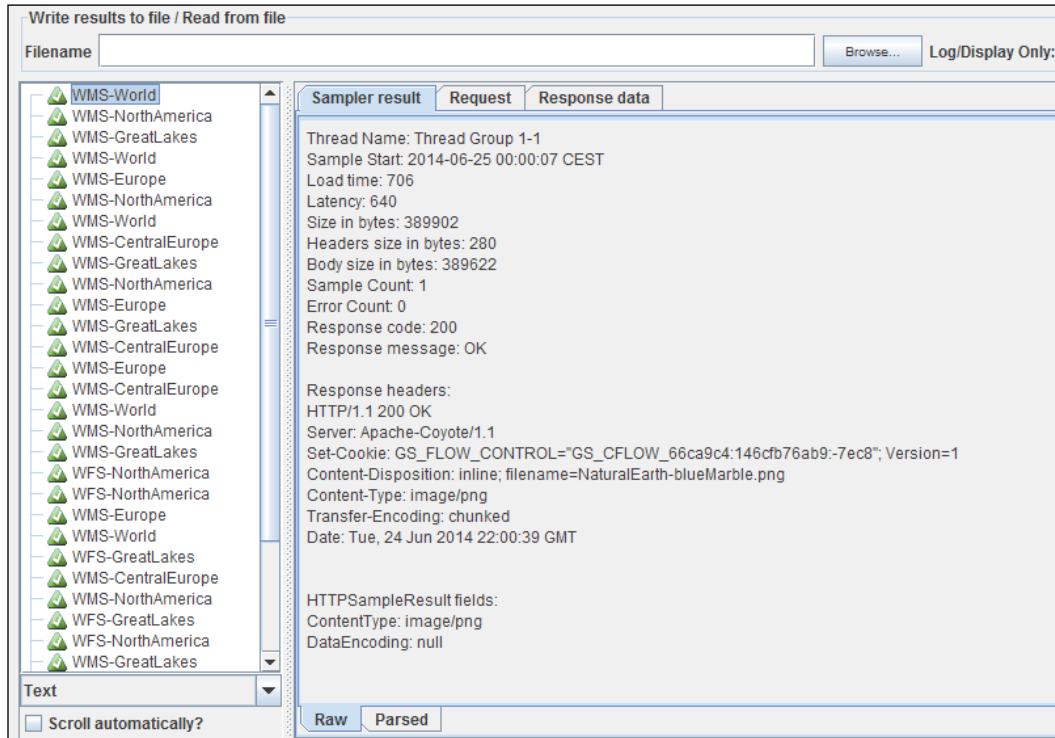 Write results to file / Read from file
Filename
Browse...
Log/Display Only:
WMS-World
WMS-NorthAmerica
WMS-GreatLakes
WMS-World
WMS-Europe
WMS-NorthAmerica
WMS-World
WMS-CentralEurope
WMS-GreatLakes
WMS-NorthAmerica
WMS-Europe
WMS-GreatLakes
WMS-CentralEurope
WMS-Europe
WMS-CentralEurope
WMS-World
WMS-NorthAmerica
WMS-GreatLakes
WFS-NorthAmerica
WFS-NorthAmerica
WMS-Europe
WMS-World
WFS-GreatLakes
WMS-CentralEurope
WMS-NorthAmerica
WFS-GreatLakes
WFS-NorthAmerica
WMS-GreatLakes
Text
Scroll automatically?
Sampler result
Request
Response data
Thread Name: Thread Group 1-1
Sample Start: 2014-06-25 00:00:07 CEST
Load time: 706
Latency: 640
Size in bytes: 389902
Headers size in bytes: 280
Body size in bytes: 389622
Sample Count: 1
Error Count: 0
Response code: 200
Response message: OK
Response headers:
HTTP/1.1 200 OK
Server: Apache-Coyote/1.1
Set-Cookie: GS_FLOW_CONTROL="GS_CFLOW_66ca9c4:146cfb76ab9:-7ec8"; Version=1
Content-Disposition: inline; filename=NaturalEarth-blueMarble.png
Content-Type: image/png
Transfer-Encoding: chunked
Date: Tue, 24 Jun 2014 22:00:39 GMT
HTTPSampleResult fields:
ContentType: image/png
DataEncoding: null
Raw
Parsed